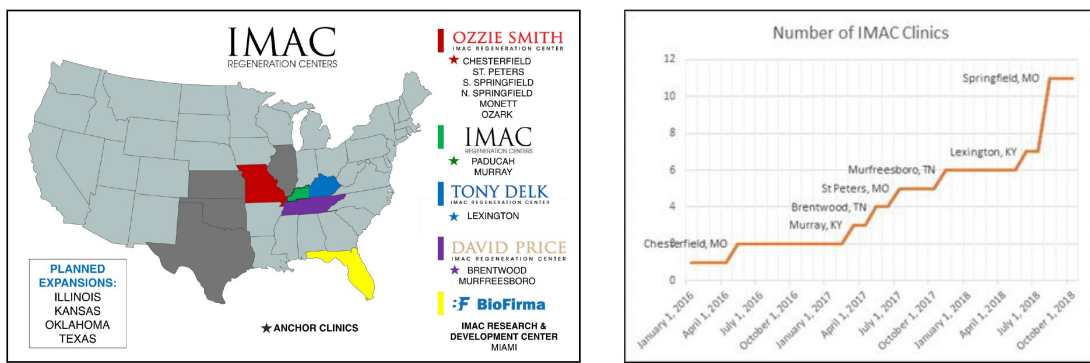 IMAC
REGENERATION CENTERS
OZZIE SMITH
IMAC REGENERATION CENTER
CHESTERFIELD
ST. PETERS
S. SPRINGFIELD
N. SPRINGFIELD
MONETT
OZARK
IMAC
REGENERATION CENTERS
PADUCAH
MURRAY
TONY DELK
IMAC REGENERATION CENTER
LEXINGTON
DAVID PRICE
IMAC REGENERATION CENTER
BRENTWOOD
MURFREESBORO
BF BioFirma
IMAC RESEARCH &
DEVELOPMENT CENTER
MIAMI
PLANNED
EXPANSIONS:
ILLINOIS
KANSAS
OKLAHOMA
TEXAS
ANCHOR CLINICS
Number of IMAC Clinics
12
10
8
6
4
2
0
Springfield, MO
Lexington, KY
Murfreesboro, TN
St Peters, MO
Brentwood, TN
Murray, KY
Chesterfield, MO
January 1, 2016
April 1, 2016
July 1, 2016
October 1, 2016
January 1, 2017
April 1, 2017
July 1, 2017
October 1, 2017
January 1, 2018
April 1, 2018
July 1, 2018
October 1, 2018